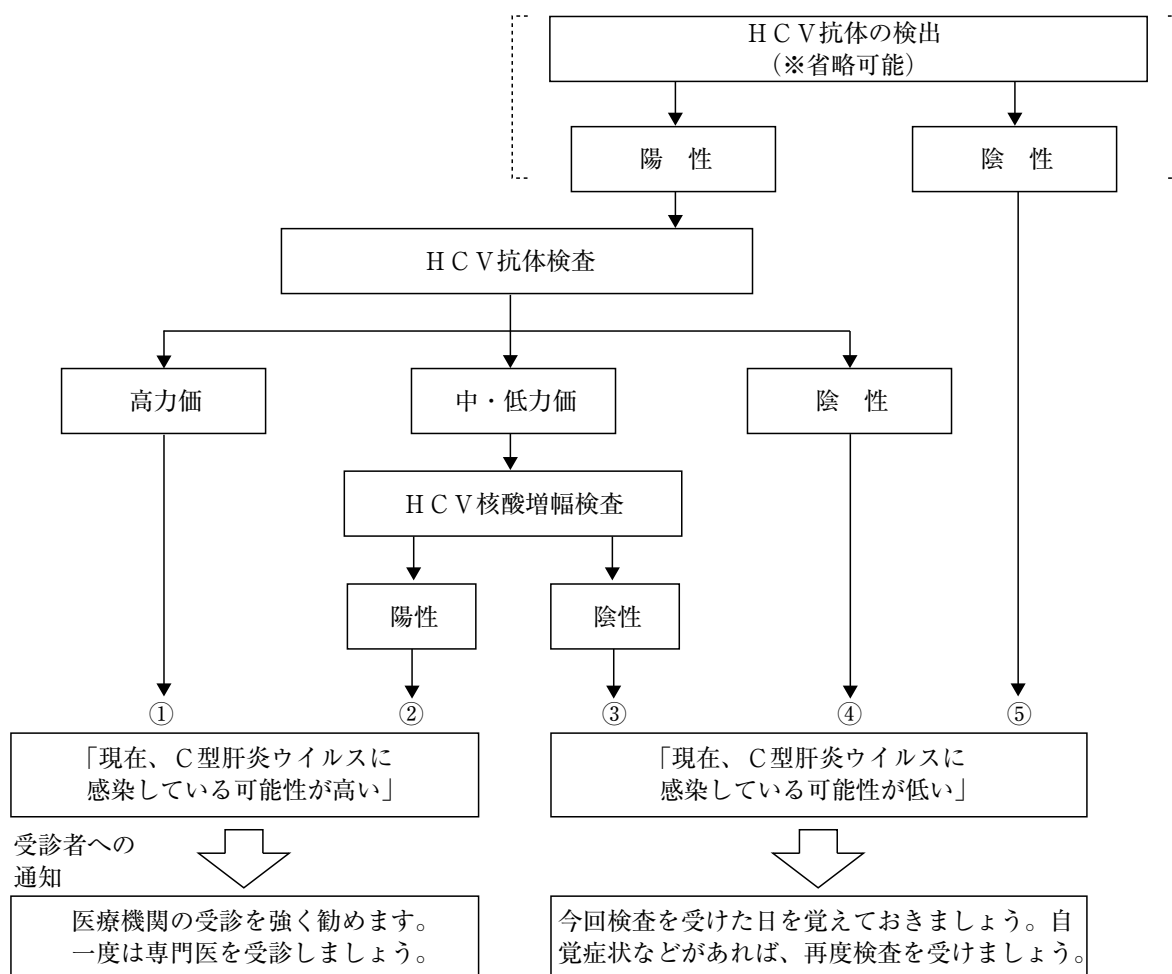 HCV抗体の検出
(※省略可能)
陽 性
陰 性
HCV抗体検査
高力価
中・低力価
陰 性
HCV核酸増幅検査
陽性
陰性
①
②
③
④
⑤
「現在、C型肝炎ウイルスに
感染している可能性が高い」
「現在、C型肝炎ウイルスに
感染している可能性が低い」
受診者への
通知
医療機関の受診を強く勧めます。
一度は専門医を受診しましょう。
今回検査を受けた日を覚えておきましょう。自
覚症状などがあれば、再度検査を受けましょう。